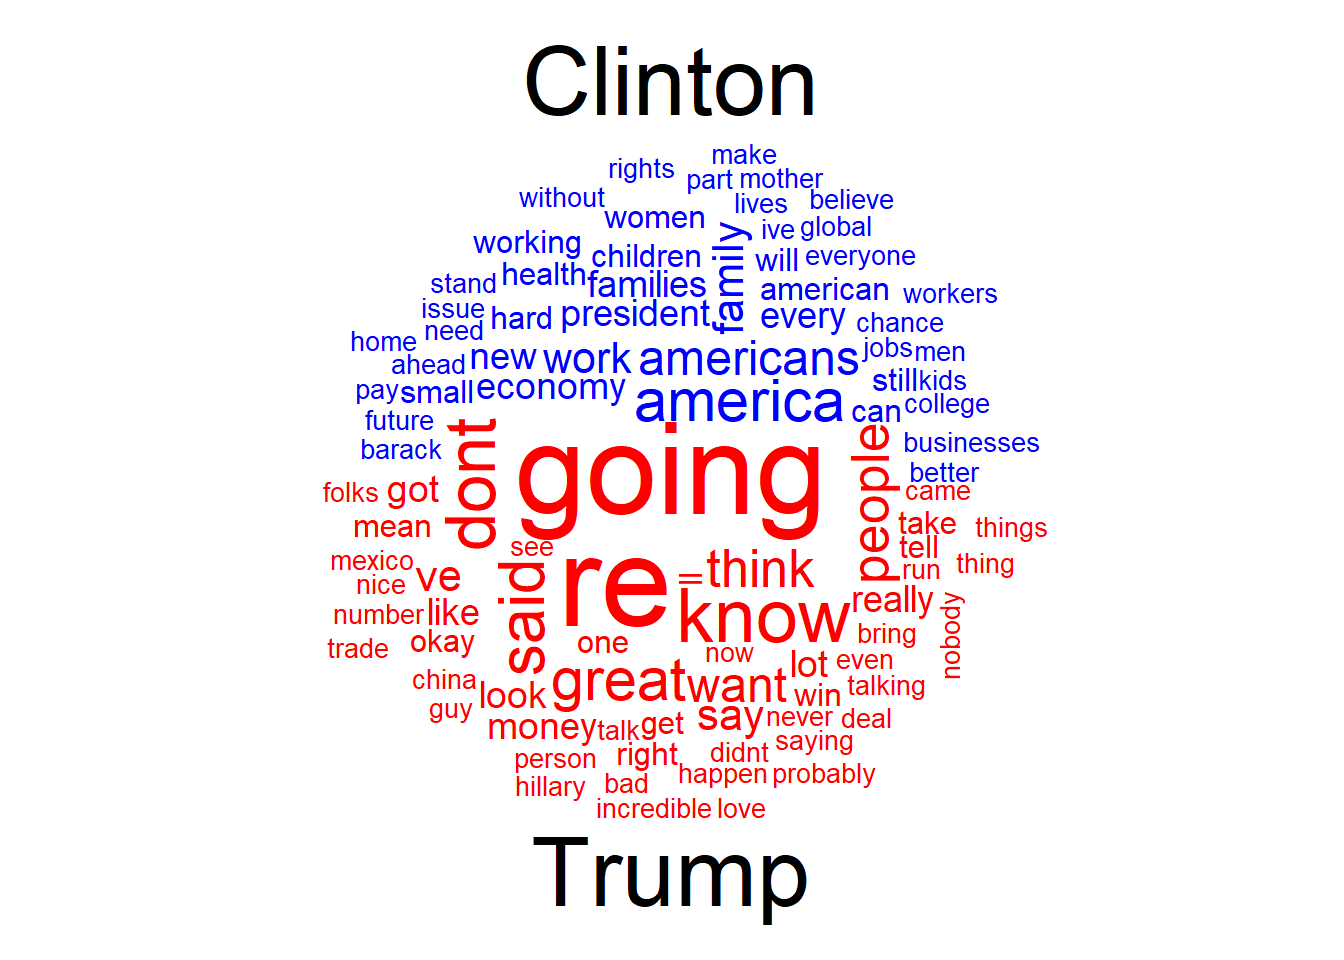 Clinton
make
rights
part mother
without
lives believe
women
ive global
working
children
family
will everyone
stand health families
american workers
issue hard president every chance
need
home
ahead new work americans jobs men
pay small economy
still kids
america can college
future
barack
dont going people businesses
better
folks got
came
mean
take things
see
tell
mexico
nice ve
said re = think
run thing
number like
know really
okay one
bring nobody
trade
now lot even
china look great want win talking
guy
money talk get say never deal
saying
person right didnt
hillary bad happen probably
incredible love
Trump